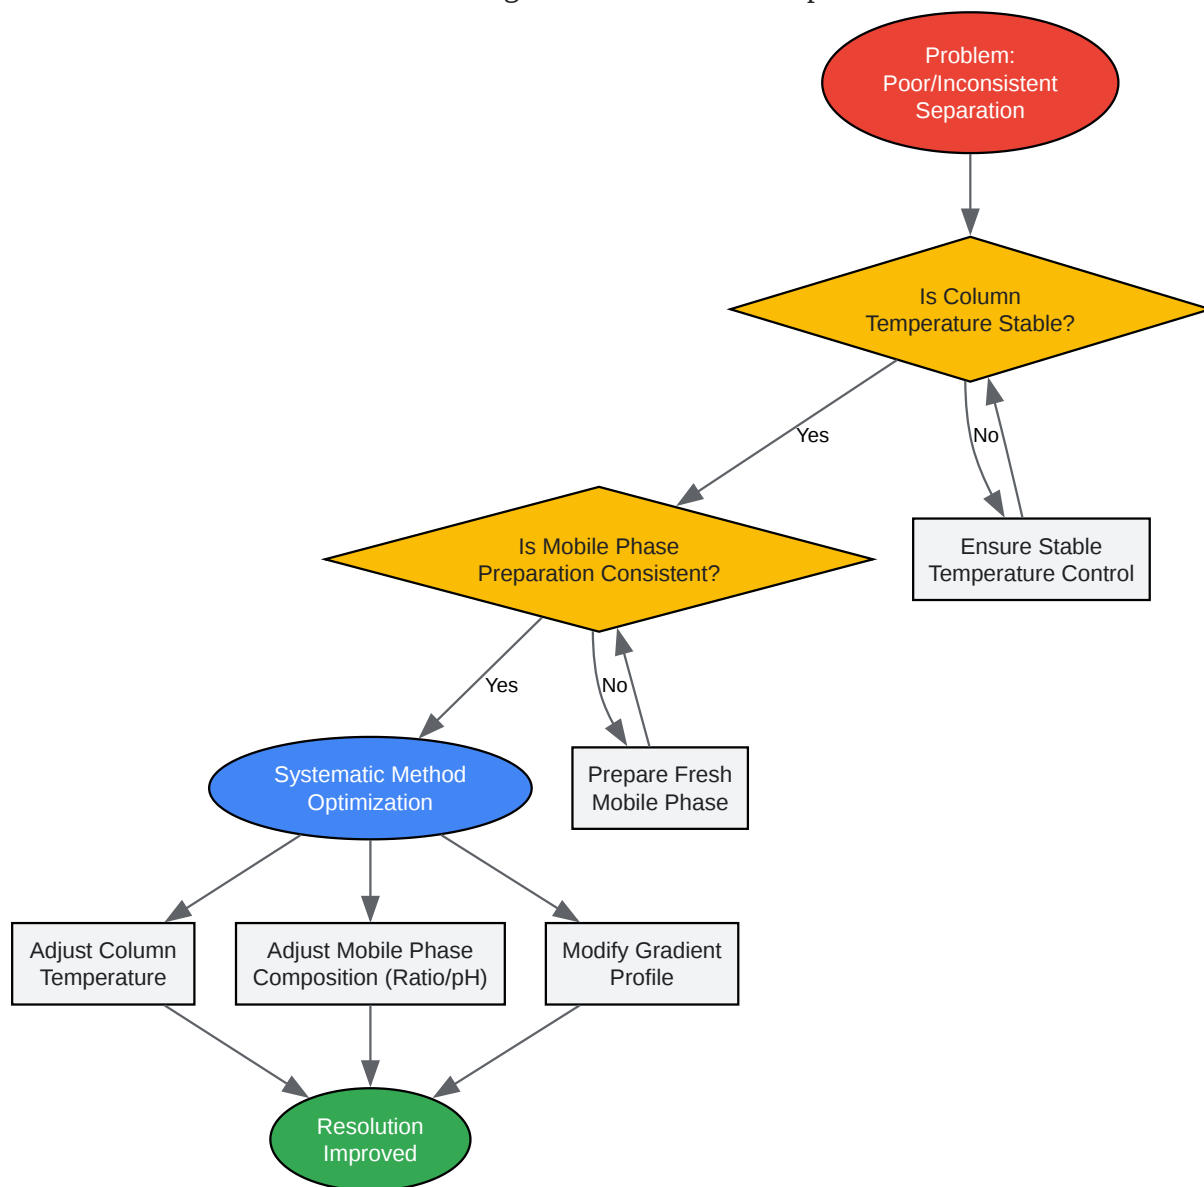 Problem:
Poor/Inconsistent
Separation
Is Column
Temperature Stable?
Yes
No
Is Mobile Phase
Preparation Consistent?
Ensure Stable
Temperature Control
Yes
No
Systematic Method
Optimization
Prepare Fresh
Mobile Phase
Adjust Column
Temperature
Adjust Mobile Phase
Composition (Ratio/pH)
Modify Gradient
Profile
Resolution
Improved